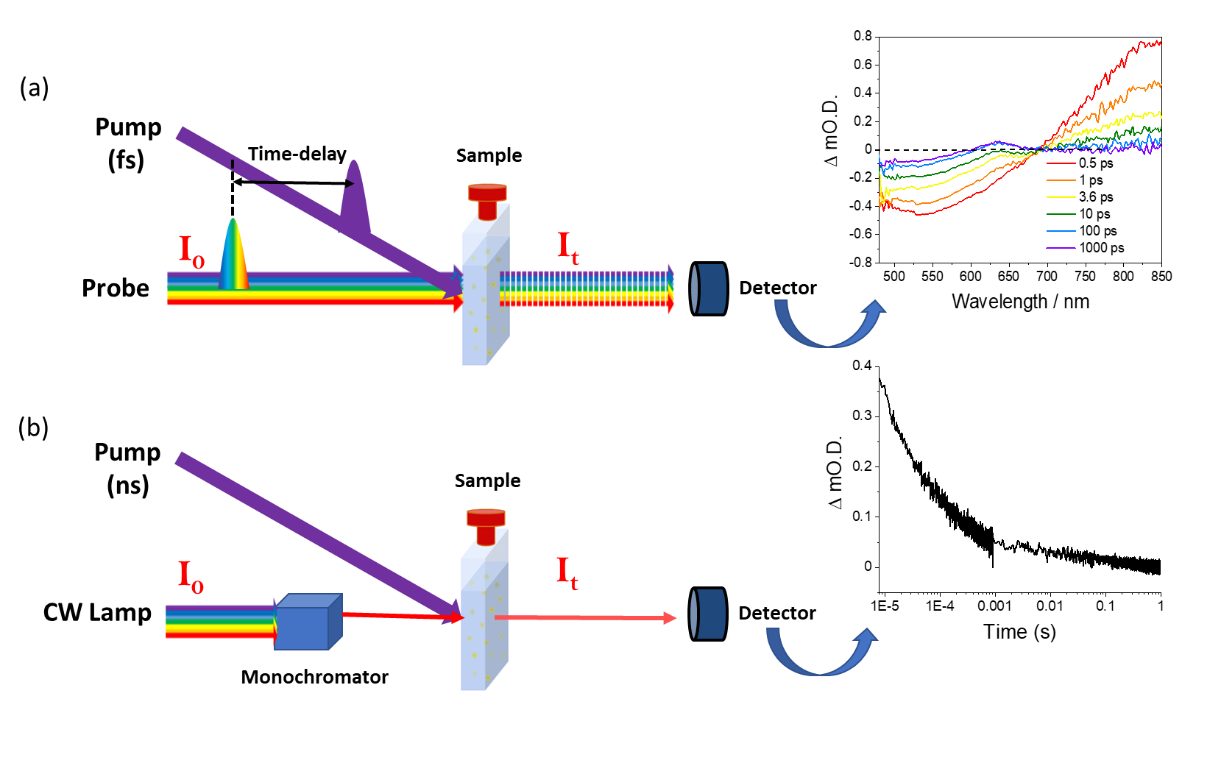 (a)
Pump
(fs)
Time-delay
Sample
I₀
Probe
Iₜ
Detector
Δ mO.D.
0.8
0.6
0.4
0.2
0
-0.2
-0.4
-0.6
-0.8
0.5 ps
1 ps
3.6 ps
10 ps
100 ps
1000 ps
500 550 600 650 700 750 800 850
Wavelength / nm
(b)
Pump
(ns)
Sample
I₀
CW Lamp
Monochromator
Iₜ
Detector
Δ mO.D.
0.4
0.3
0.2
0.1
0
1E-5 1E-4 0.001 0.01 0.1 1
Time (s)